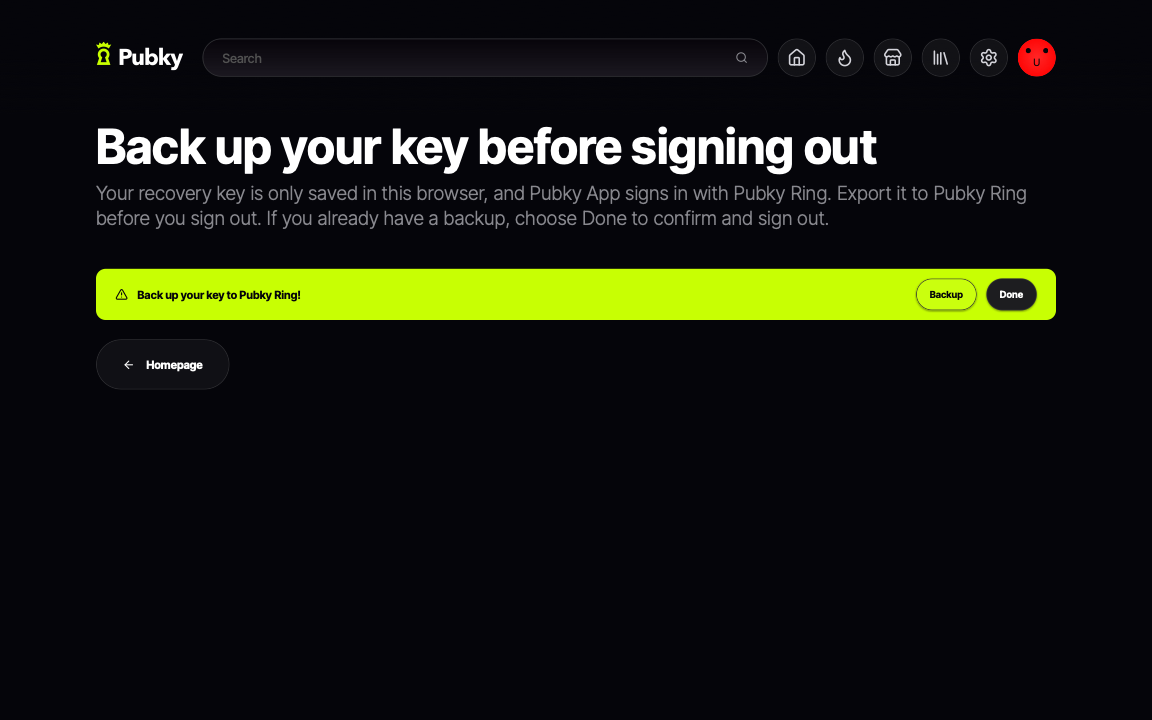 Pubky
Search
Back up your key before signing out
Your recovery key is only saved in this browser, and Pubky App signs in with Pubky Ring. Export it to Pubky Ring
before you sign out. If you already have a backup, choose Done to confirm and sign out.
Back up your key to Pubky Ring!
Backup
Done
Homepage